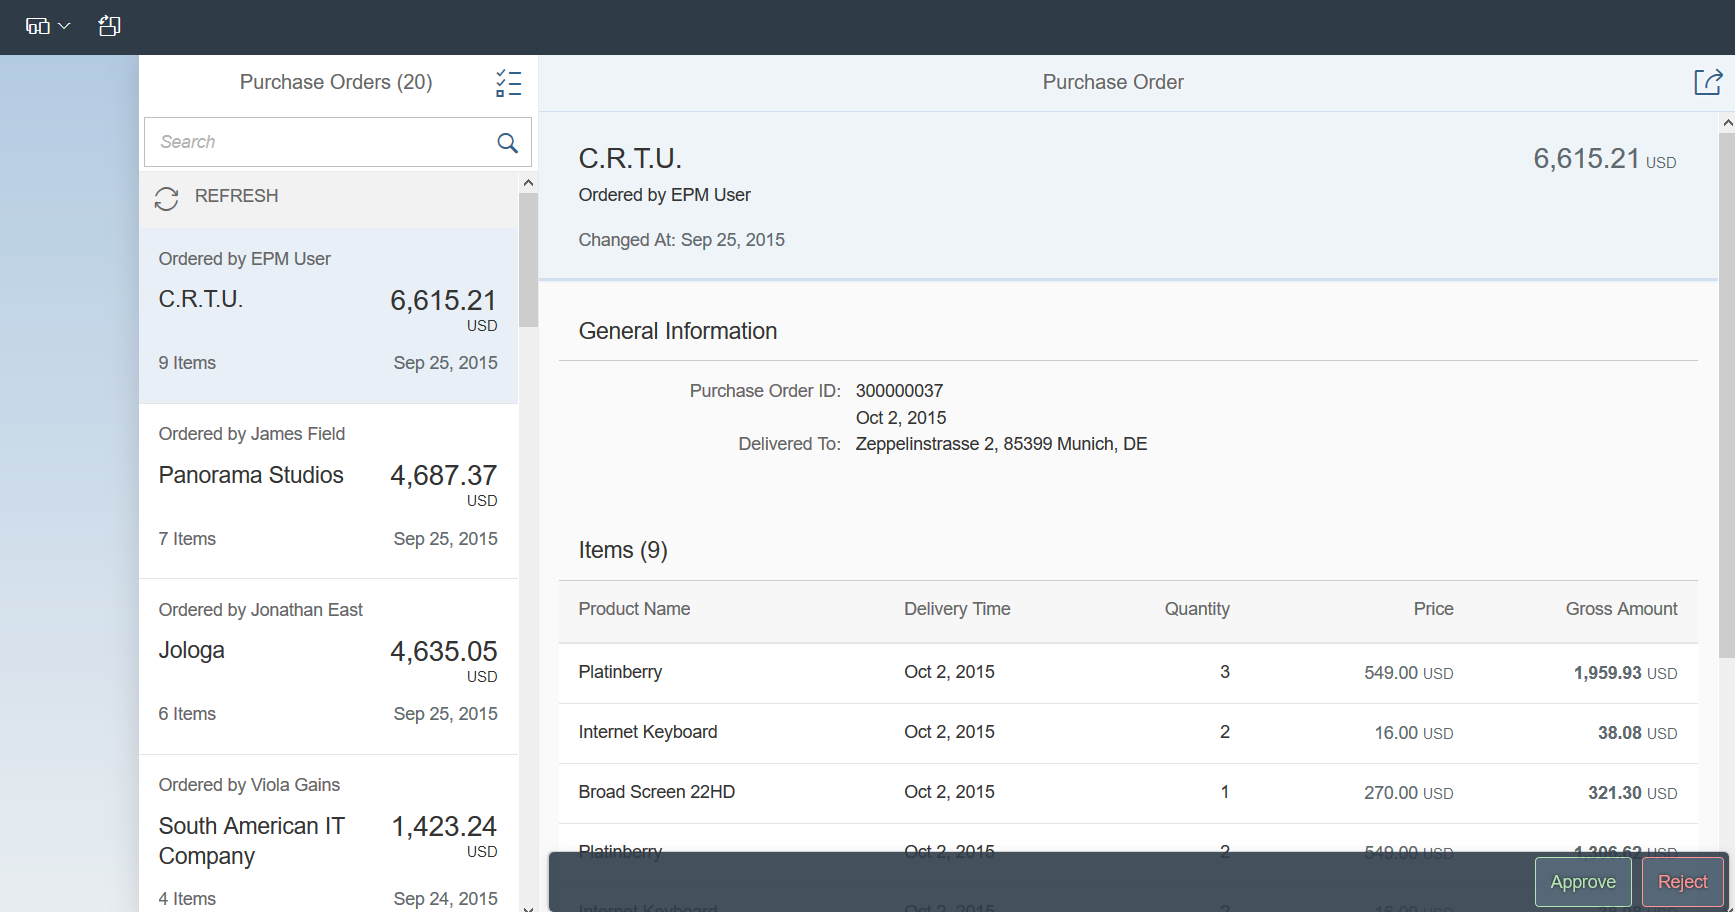 Purchase Orders (20)
Purchase Order
Search
REFRESH
Ordered by EPM User
C.R.T.U.
6,615.21
USD
9 Items
Sep 25, 2015
Ordered by James Field
Panorama Studios
4,687.37
USD
7 Items
Sep 25, 2015
Ordered by Jonathan East
Jologa
4,635.05
USD
6 Items
Sep 25, 2015
Ordered by Viola Gains
South American IT
Company
1,423.24
USD
4 Items
Sep 24, 2015
C.R.T.U.
6,615.21 USD
Ordered by EPM User
Changed At: Sep 25, 2015
General Information
Purchase Order ID: 300000037
Oct 2, 2015
Delivered To: Zeppelinstrasse 2, 85399 Munich, DE
Items (9)
Product Name Delivery Time Quantity Price Gross Amount
Platinberry Oct 2, 2015 3 549.00 USD 1,959.93 USD
Internet Keyboard Oct 2, 2015 2 16.00 USD 38.08 USD
Broad Screen 22HD Oct 2, 2015 1 270.00 USD 321.30 USD
Platinberry Oct 2, 2015 2 549.00 USD 1,306.62 USD
Internet Keyboard Oct 2, 2015 2 16.00 USD 38.08 USD
Approve
Reject